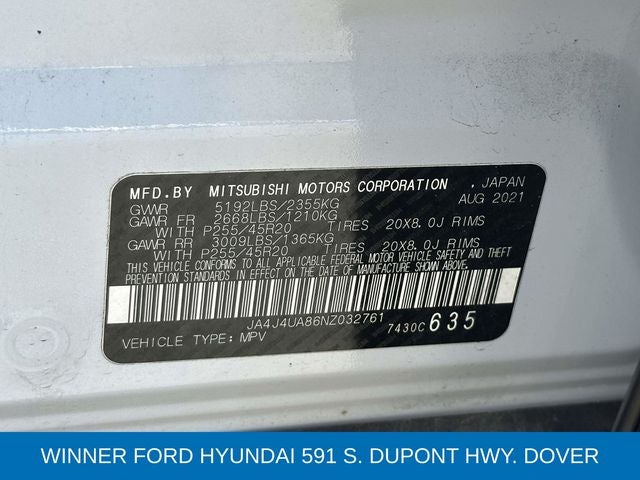 MFD.BY MITSUBISHI MOTORS CORPORATION . JAPAN
GVWR 5192LBS/2355KG AUG 2021
GAWR FR 2668LBS/1210KG
WITH P255/45R20 TIRES 20X8.0J RIMS
GAWR RR 3009LBS/1365KG
WITH P255/45R20 TIRES 20X8.0J RIMS
THIS VEHICLE CONFORMS TO ALL APPLICABLE FEDERAL MOTOR VEHICLE SAFETY AND THEFT
PREVENTION STANDARDS IN EFFECT ON THE DATE OF MANUFACTURE SHOWN ABOVE.
JA4J4UA86NZ032761 7430C 635
VEHICLE TYPE: MPV
WINNER FORD HYUNDAI 591 S. DUPONT HWY. DOVER